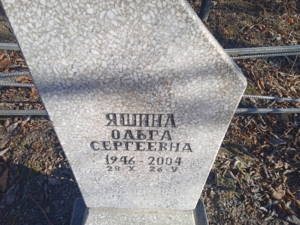 ЯШИНА
ОЛЬГА
СЕРГЕЕВНА
1946-2004
28 X 26 V